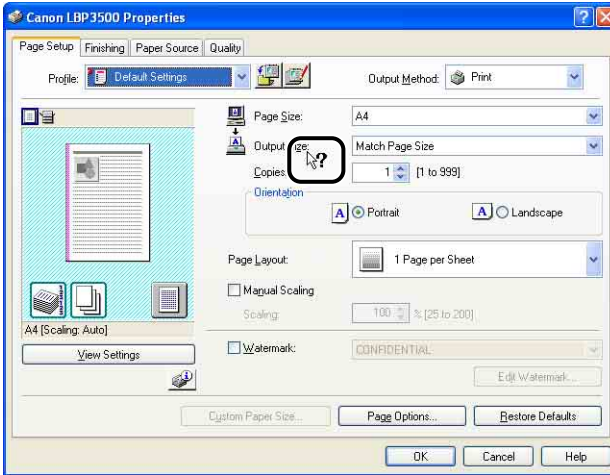 Canon LBP3500 Properties
Page Setup Finishing Paper Source Quality
Profile: Default Settings Output Method: Print
Page Size: A4
Output ize: Match Page Size
Copies: 1 [1 to 999]
Orientation
A Portrait A Landscape
Page Layout: 1 Page per Sheet
Manual Scaling
Scaling: 100 % [25 to 200]
A4 [Scaling: Auto]
View Settings
Watermark: CONFIDENTIAL
Edit Watermark...
Custom Paper Size... Page Options... Restore Defaults
OK Cancel Help